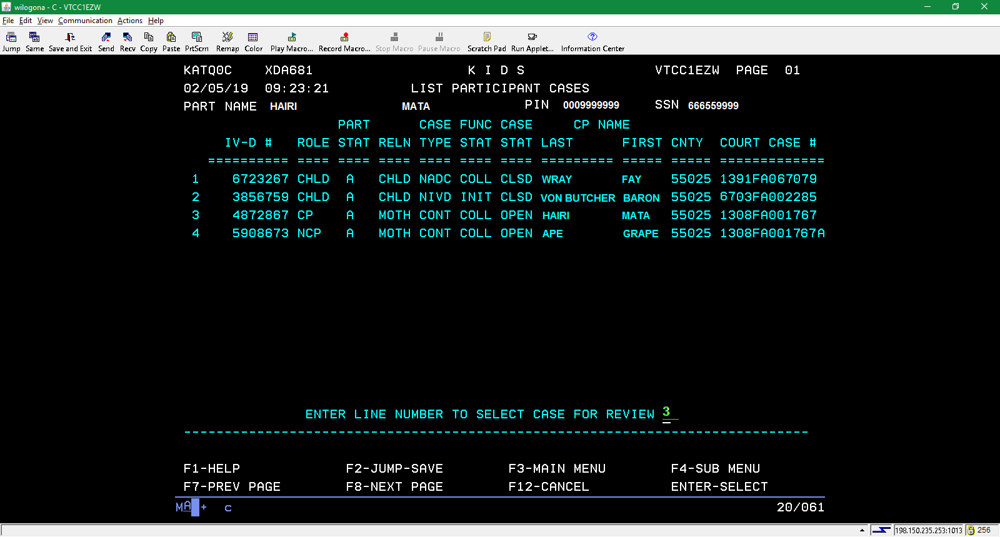 wilogona - C - VTCC1EZW
File Edit View Communication Actions Help
Jump Same Save and Exit Send Recv Copy Paste PrtScrn Remap Color Play Macro... Record Macro... Stop Macro Pause Macro Scratch Pad Run Applet... Information Center
KATQ0C XDA681 K I D S VTCC1EZW PAGE 01
02/05/19 09:23:21 LIST PARTICIPANT CASES
PART NAME HAIRI MATA PIN 0009999999 SSN 666559999
PART CASE FUNC CASE CP NAME
IV-D # ROLE STAT RELN TYPE STAT STAT LAST FIRST CNTY COURT CASE #
========== ==== ==== ==== ==== ==== ==== ========= ===== ===== =============
1 6723267 CHLD A CHLD NADC COLL CLSD WRAY FAY 55025 1391FA067079
2 3856759 CHLD A CHLD NIVD INIT CLSD VON BUTCHER BARON 55025 6703FA002285
3 4872867 CP A MOTH CONT COLL OPEN HAIRI MATA 55025 1308FA001767
4 5908673 NCP A MOTH CONT COLL OPEN APE GRAPE 55025 1308FA001767A
ENTER LINE NUMBER TO SELECT CASE FOR REVIEW 3_
-----------------------------------------------------------------------------
F1-HELP F2-JUMP-SAVE F3-MAIN MENU F4-SUB MENU
F7-PREV PAGE F8-NEXT PAGE F12-CANCEL ENTER-SELECT
MA + c 20/061
198.150.235.253:1013 256